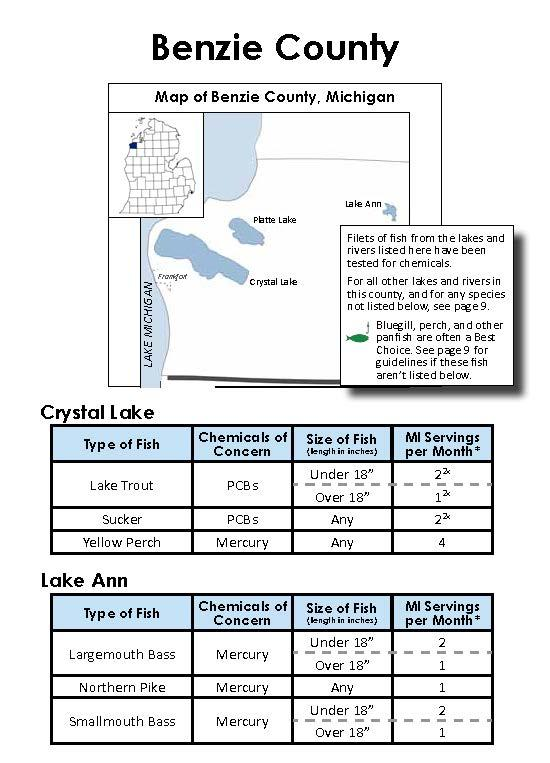 Benzie County
Map of Benzie County, Michigan
Lake Ann
Platte Lake
Crystal Lake
Frankfort
LAKE MICHIGAN
Filets of fish from the lakes and
rivers listed here have been
tested for chemicals.
For all other lakes and rivers in
this county, and for any species
not listed below, see page 9.
Bluegill, perch, and other
panfish are often a Best
Choice. See page 9 for
guidelines if these fish
aren't listed below.
Crystal Lake
Type of Fish Chemicals of Concern Size of Fish (length in inches) MI Servings per Month*
Lake Trout PCBs Under 18" 2²ˣ
Over 18" 1²ˣ
Sucker PCBs Any 2²ˣ
Yellow Perch Mercury Any 4
Lake Ann
Type of Fish Chemicals of Concern Size of Fish (length in inches) MI Servings per Month*
Largemouth Bass Mercury Under 18" 2
Over 18" 1
Northern Pike Mercury Any 1
Smallmouth Bass Mercury Under 18" 2
Over 18" 1